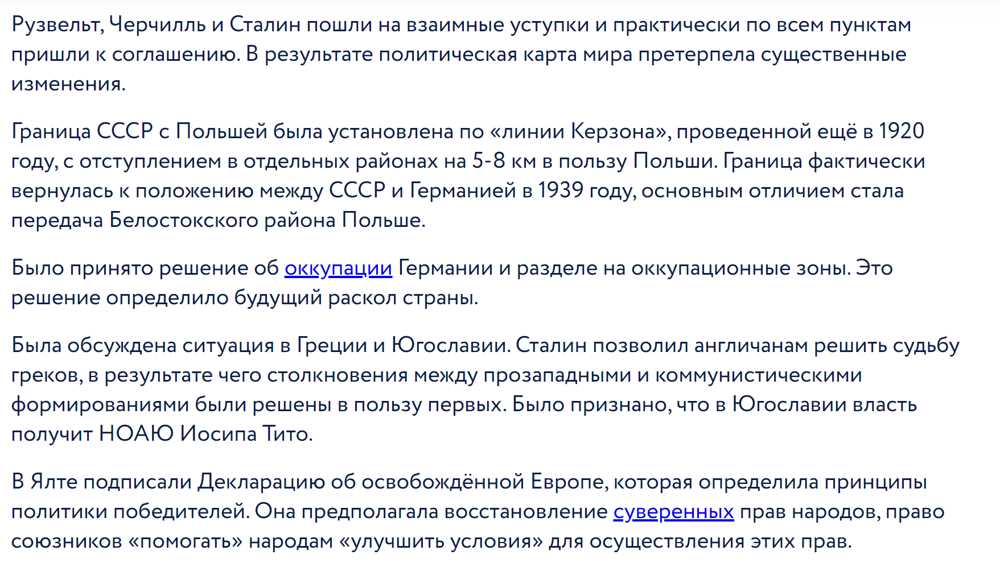 Рузвельт, Черчилль и Сталин пошли на взаимные уступки и практически по всем пунктам
пришли к соглашению. В результате политическая карта мира претерпела существенные
изменения.
Граница СССР с Польшей была установлена по «линии Керзона», проведенной ещё в 1920
году, с отступлением в отдельных районах на 5-8 км в пользу Польши. Граница фактически
вернулась к положению между СССР и Германией в 1939 году, основным отличием стала
передача Белостокского района Польше.
Было принято решение об оккупации Германии и разделе на оккупационные зоны. Это
решение определило будущий раскол страны.
Была обсуждена ситуация в Греции и Югославии. Сталин позволил англичанам решить судьбу
греков, в результате чего столкновения между прозападными и коммунистическими
формированиями были решены в пользу первых. Было признано, что в Югославии власть
получит НОАЮ Иосипа Тито.
В Ялте подписали Декларацию об освобождённой Европе, которая определила принципы
политики победителей. Она предполагала восстановление суверенных прав народов, право
союзников «помогать» народам «улучшить условия» для осуществления этих прав.